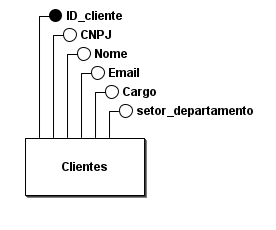 ID_cliente
CNPJ
Nome
Email
Cargo
setor_departamento
Clientes